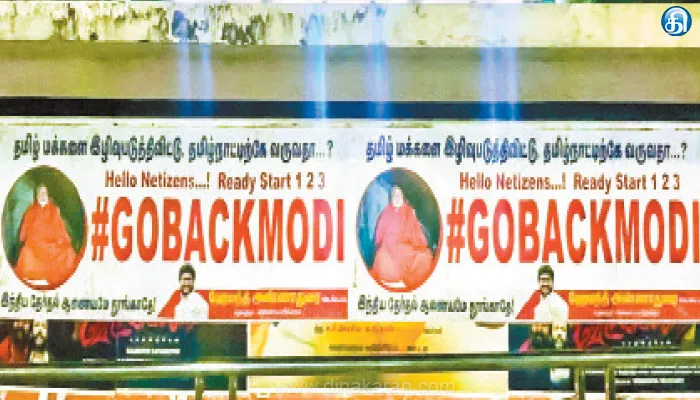 தி
தமிழ் மக்களை இழிவுபடுத்திவிட்டு, தமிழ்நாட்டிற்கே வருவதா...?
Hello Netizens...! Ready Start 1 2 3
#GOBACKMODI
இந்திய தேர்தல் ஆணையமே தூங்காதே!
தமிழ் மக்களை இழிவுபடுத்திவிட்டு, தமிழ்நாட்டிற்கே வருவதா...?
Hello Netizens...! Ready Start 1 2 3
#GOBACKMODI
இந்திய தேர்தல் ஆணையமே தூங்காதே!
www.dinakaran.com